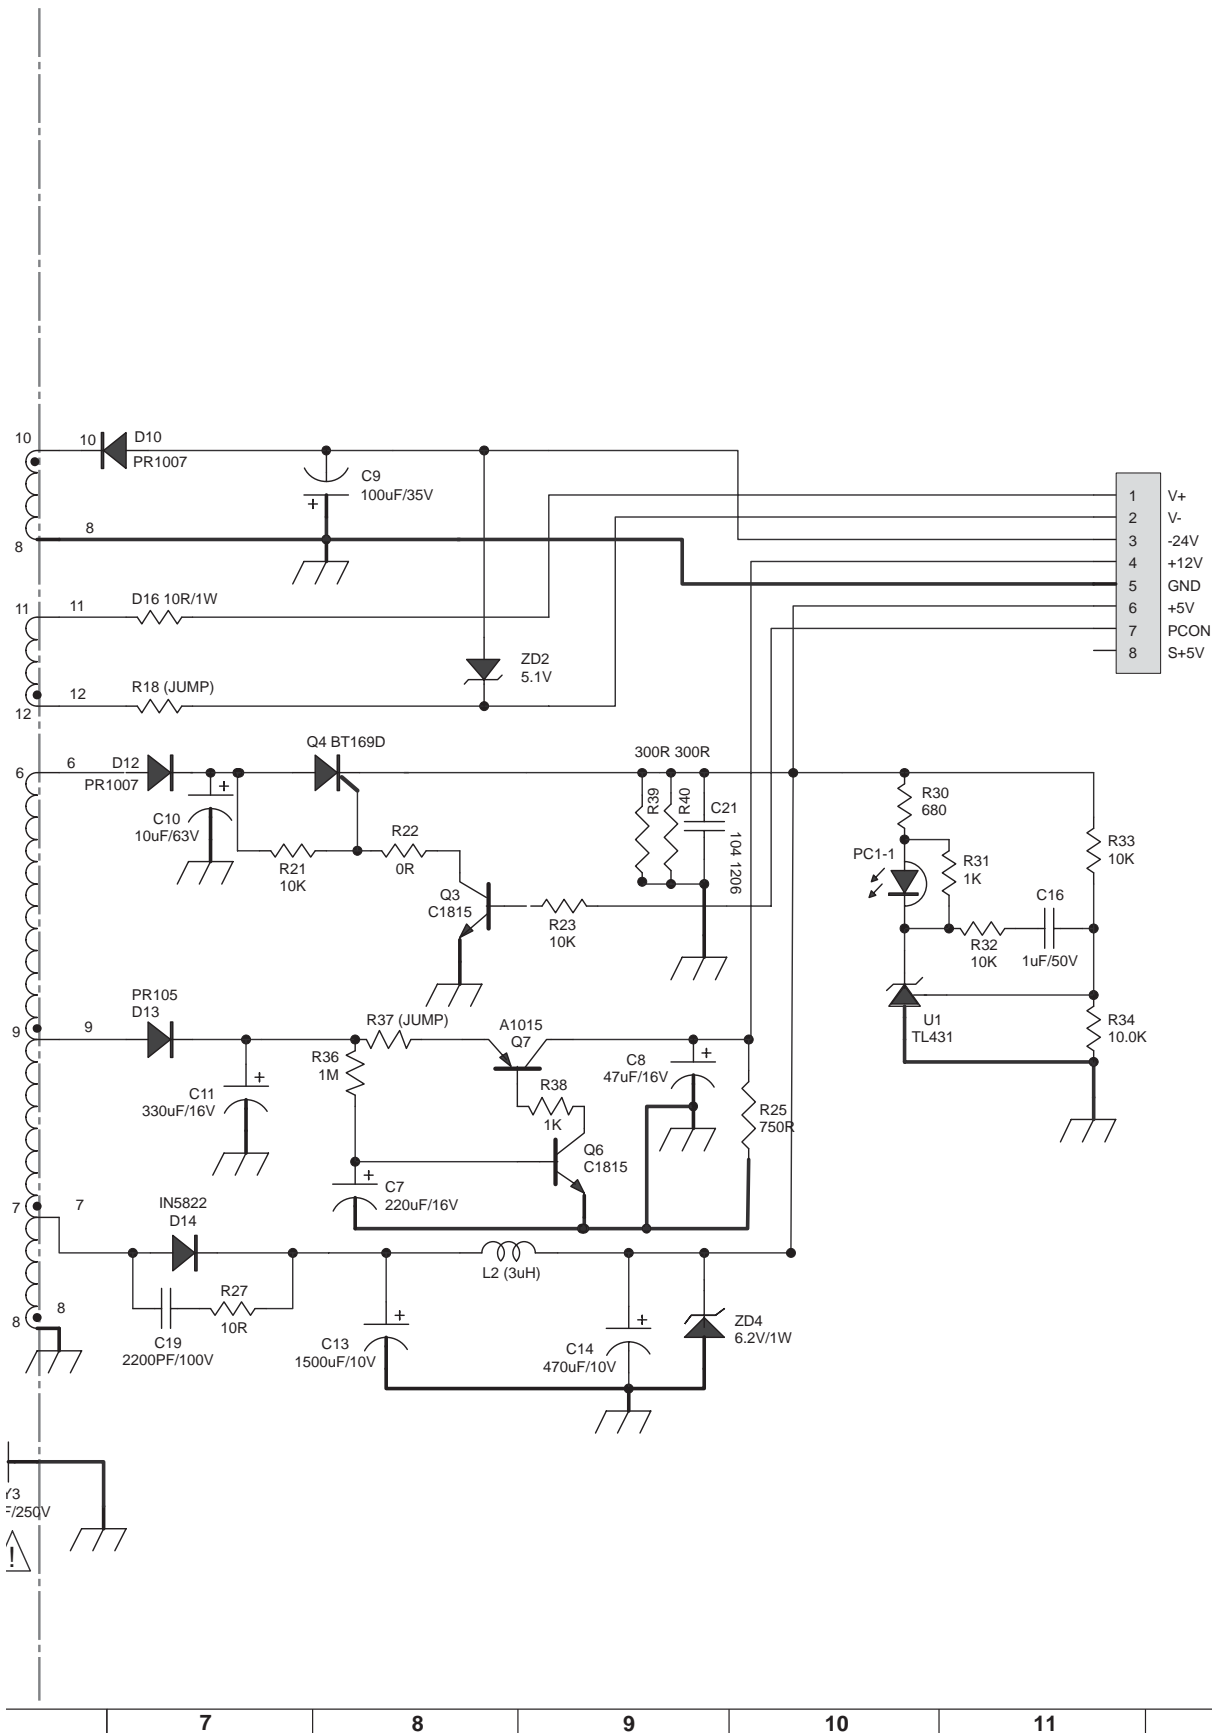 10
10
D10
PR1007
C9
100uF/35V
+
8
8
1 V+
2 V-
3 -24V
4 +12V
5 GND
6 +5V
7 PCON
8 S+5V
11
11
D16 10R/1W
ZD2
5.1V
12
12
R18 (JUMP)
6
6
D12
PR1007
Q4 BT169D
300R 300R
+
C10
10uF/63V
R21
10K
R22
0R
R39
R40
C21
104 1206
R30
680
R33
10K
PC1-1
R31
1K
Q3
C1815
R23
10K
R32
10K
C16
1uF/50V
9
9
PR105
D13
R37 (JUMP)
A1015
Q7
U1
TL431
R34
10.0K
R36
1M
+
C11
330uF/16V
R38
1K
C8
47uF/16V
+
R25
750R
Q6
C1815
+
C7
220uF/16V
7
7
IN5822
D14
L2 (3uH)
8
8
C19
2200PF/100V
R27
10R
+
C13
1500uF/10V
+
C14
470uF/10V
ZD4
6.2V/1W
Y3
F/250V
!
7 8 9 10 11